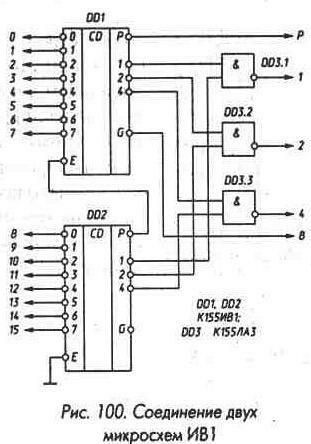 DD1
0 0 CD P P
1 1 1 & DD3.1
2 2 2 1
3 3 4
4 4 DD3.2
5 5 &
6 6 2
7 7 G DD3.3
E &
4
DD2 8
8 0 CD P
9 1
10 2 1
11 3 2
12 4 4 DD1, DD2
13 5 К155ИВ1;
14 6 DD3 К155ЛА3
15 7 G
E
Рис. 100. Соединение двух
микросхем ИВ1